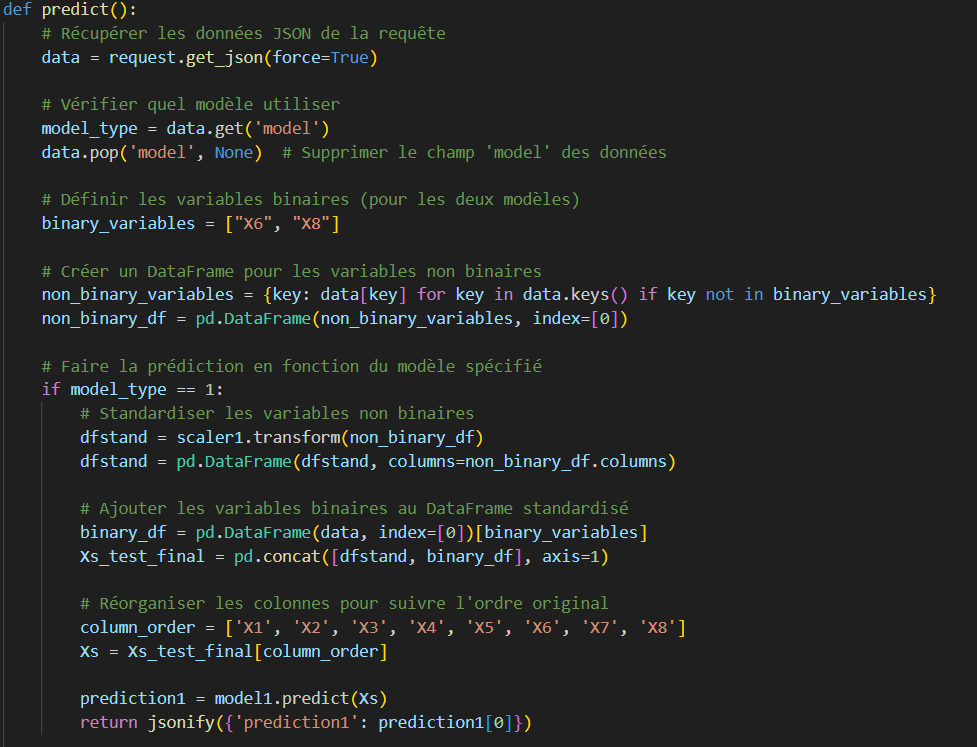 def predict():
    # Récupérer les données JSON de la requête
    data = request.get_json(force=True)

    # Vérifier quel modèle utiliser
    model_type = data.get('model')
    data.pop('model', None)  # Supprimer le champ 'model' des données

    # Définir les variables binaires (pour les deux modèles)
    binary_variables = ["X6", "X8"]

    # Créer un DataFrame pour les variables non binaires
    non_binary_variables = {key: data[key] for key in data.keys() if key not in binary_variables}
    non_binary_df = pd.DataFrame(non_binary_variables, index=[0])

    # Faire la prédiction en fonction du modèle spécifié
    if model_type == 1:
        # Standardiser les variables non binaires
        dfstand = scaler1.transform(non_binary_df)
        dfstand = pd.DataFrame(dfstand, columns=non_binary_df.columns)

        # Ajouter les variables binaires au DataFrame standardisé
        binary_df = pd.DataFrame(data, index=[0])[binary_variables]
        Xs_test_final = pd.concat([dfstand, binary_df], axis=1)

        # Réorganiser les colonnes pour suivre l'ordre original
        column_order = ['X1', 'X2', 'X3', 'X4', 'X5', 'X6', 'X7', 'X8']
        Xs = Xs_test_final[column_order]

        prediction1 = model1.predict(Xs)
        return jsonify({'prediction1': prediction1[0]})